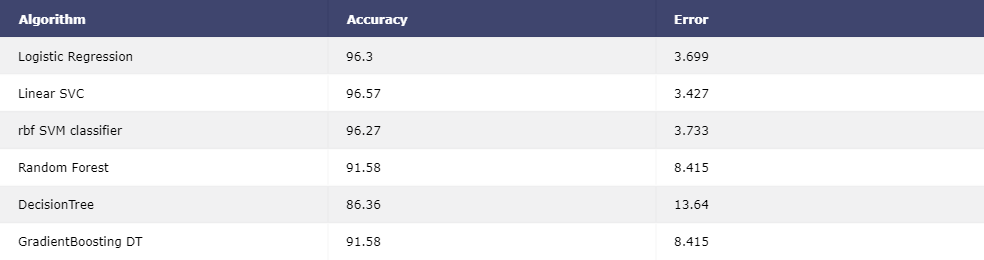 Algorithm Accuracy Error
Logistic Regression 96.3 3.699
Linear SVC 96.57 3.427
rbf SVM classifier 96.27 3.733
Random Forest 91.58 8.415
DecisionTree 86.36 13.64
GradientBoosting DT 91.58 8.415